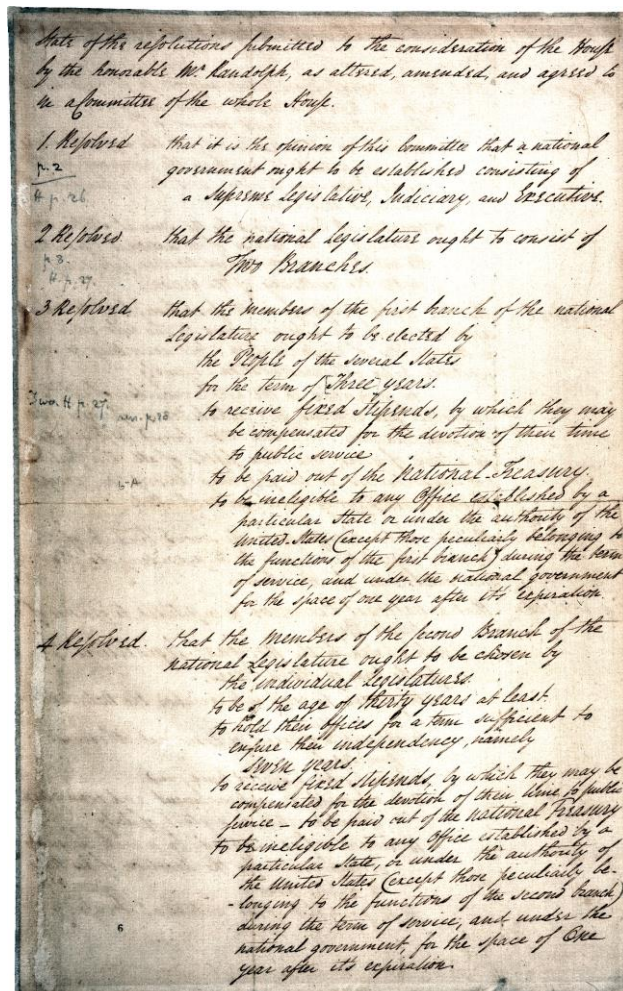 State of the resolutions submitted to the consideration of the House
by the honorable Mr. Randolph, as altered, amended, and agreed to
in a Committee of the whole House.
1. Resolved that it is the opinion of this Committee that a national
p. 2
government ought to be established consisting of
H p. 26.
a Supreme Legislative, Judiciary, and Executive.
2 Resolved that the national Legislature ought to consist of
p. 8.
Two Branches.
H. p. 27.
3 Resolved that the Members of the first branch of the national
Legislature ought to be elected by
the People of the several States
for the term of Three years.
Two. H p. 27.
to receive fixed Stipends, by which they may
be compensated for the devotion of their time
to public service
to be paid out of the National-Treasury.
to be ineligible to any Office established by a
particular State or under the authority of the
United-States (except those peculiarly belonging to
the functions of the first branch) during the term
of service, and under the national government
for the space of one year after it's expiration.
4 Resolved. that the Members of the second Branch of the
national Legislature ought to be chosen by
the individual Legislatures.
to be of the age of thirty years at least.
to hold their offices for a term sufficient to
ensure their independency, namely
seven years.
to receive fixed Stipends, by which they may be
compensated for the devotion of their time to public
service - to be paid out of the National Treasury
to be ineligible to any Office established by a
particular State, or under the authority of
the United States (except those peculiarly be-
-longing to the functions of the second branch)
during the term of service, and under the
national government, for the space of One
year after it's expiration.
6